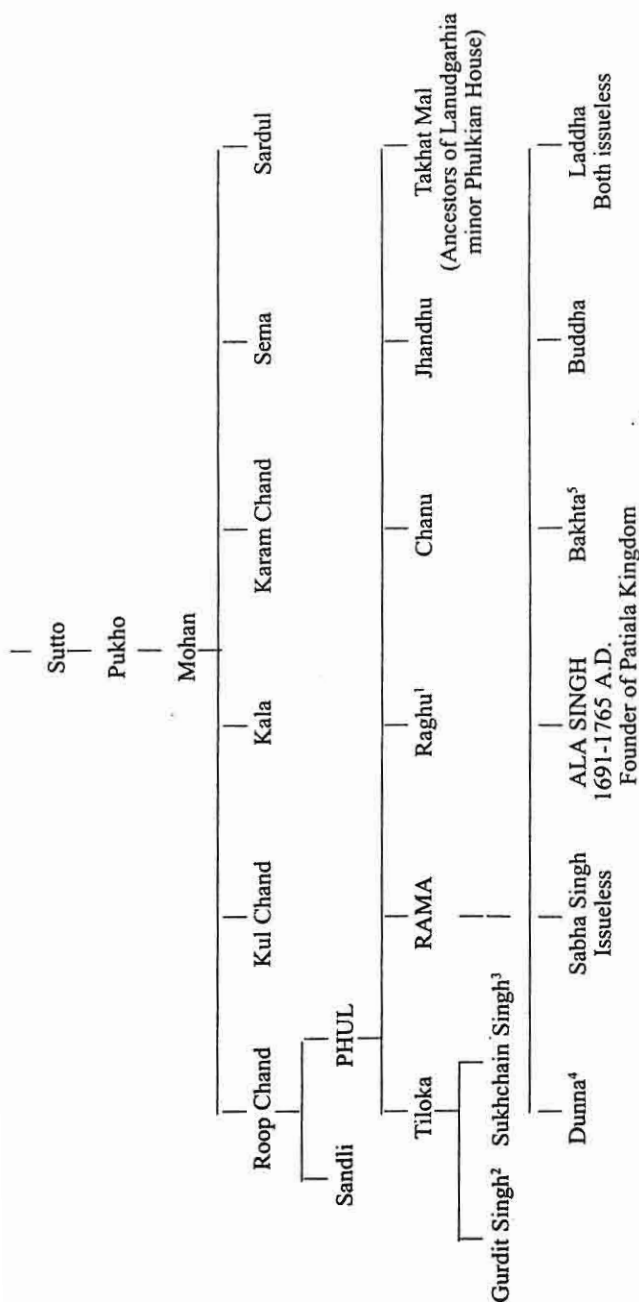 Sutto
Pukho
Mohan
Roop Chand Kul Chand Kala Karam Chand Sema Sardul
Sandli PHUL
Tiloka RAMA Raghu¹ Chanu Jhandhu Takhat Mal
(Ancestors of Lanudgarhia
minor Phulkian House)
Gurdit Singh² Sukhchain Singh³
Dunna⁴ Sabha Singh ALA SINGH Bakhta⁵ Buddha Laddha
Issueless 1691-1765 A.D. Both issueless
Founder of Patiala Kingdom